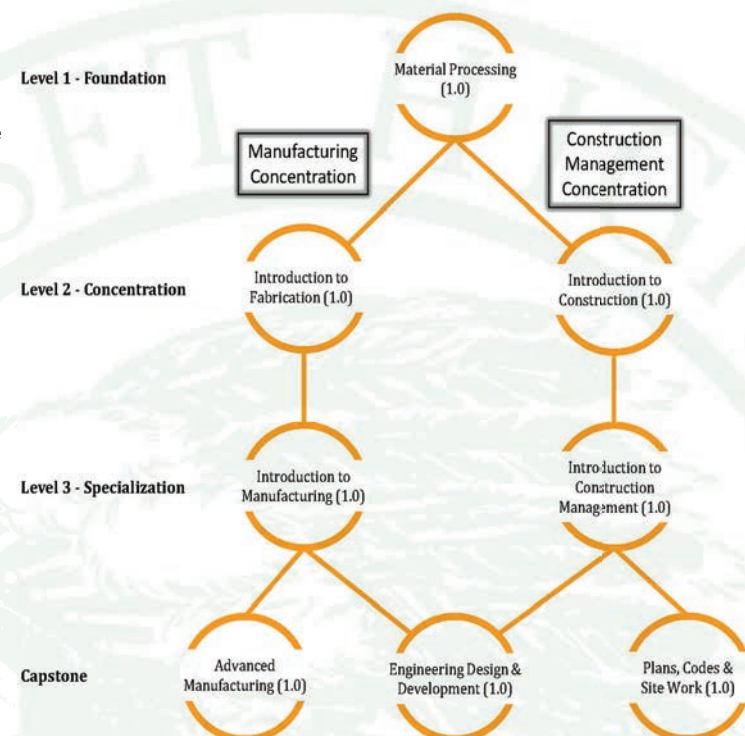 Level 1 - Foundation
Material Processing
(1.0)
Manufacturing
Concentration
Construction
Management
Concentration
Level 2 - Concentration
Introduction to
Fabrication (1.0)
Introduction to
Construction (1.0)
Level 3 - Specialization
Introduction to
Manufacturing (1.0)
Introduction to
Construction
Management (1.0)
Capstone
Advanced
Manufacturing (1.0)
Engineering Design &
Development (1.0)
Plans, Codes &
Site Work (1.0)